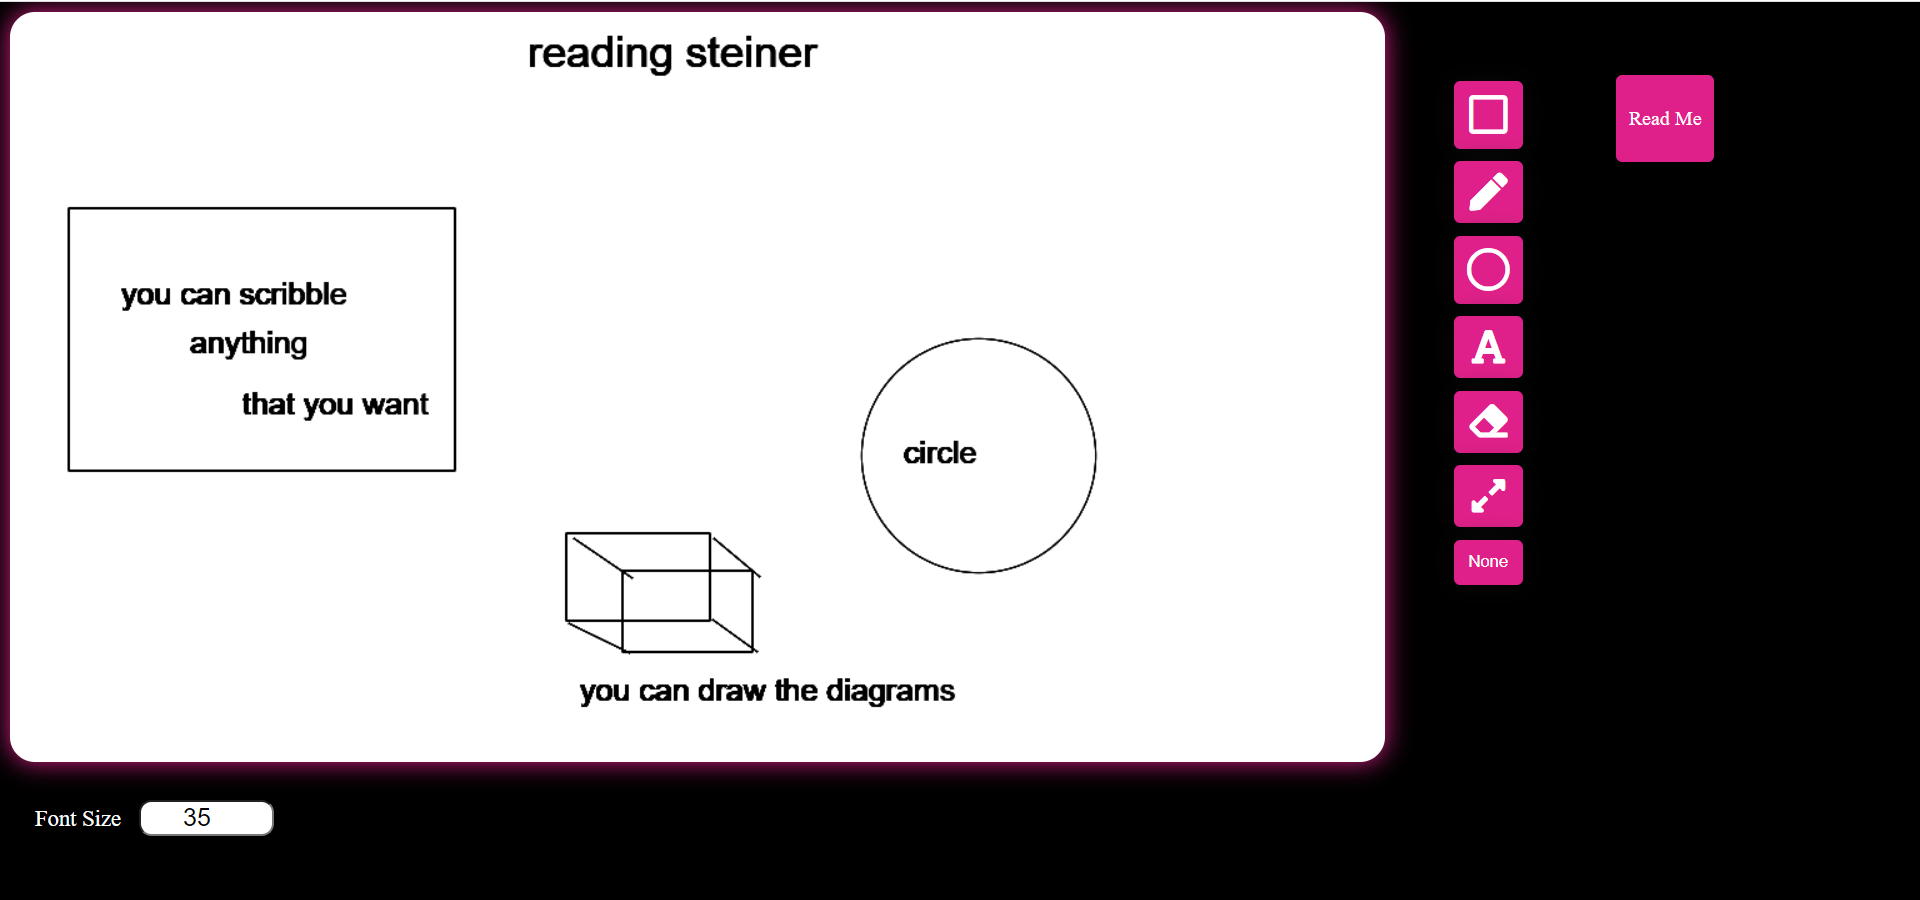 reading steiner
Read Me
you can scribble
anything
that you want
circle
you can draw the diagrams
A
None
Font Size 35